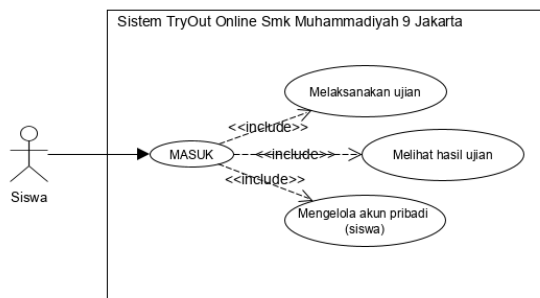 Sistem TryOut Online Smk Muhammadiyah 9 Jakarta
Melaksanakan ujian
<<include>>
MASUK
<<include>>
Melihat hasil ujian
<<include>>
Siswa
Mengelola akun pribadi
(siswa)